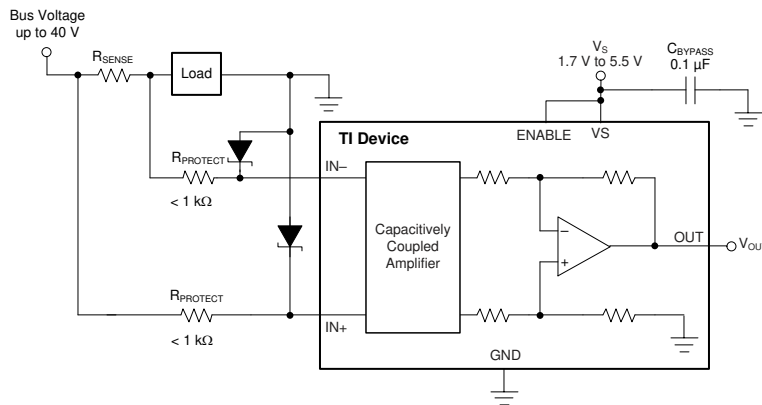 Bus Voltage
up to 40 V
RSENSE
Load
VS
1.7 V to 5.5 V
CBYPASS
0.1 µF
ENABLE
VS
TI Device
RPROTECT
< 1 kΩ
IN–
Capacitively
Coupled
Amplifier
–
+
OUT
VOU
RPROTECT
< 1 kΩ
IN+
GND